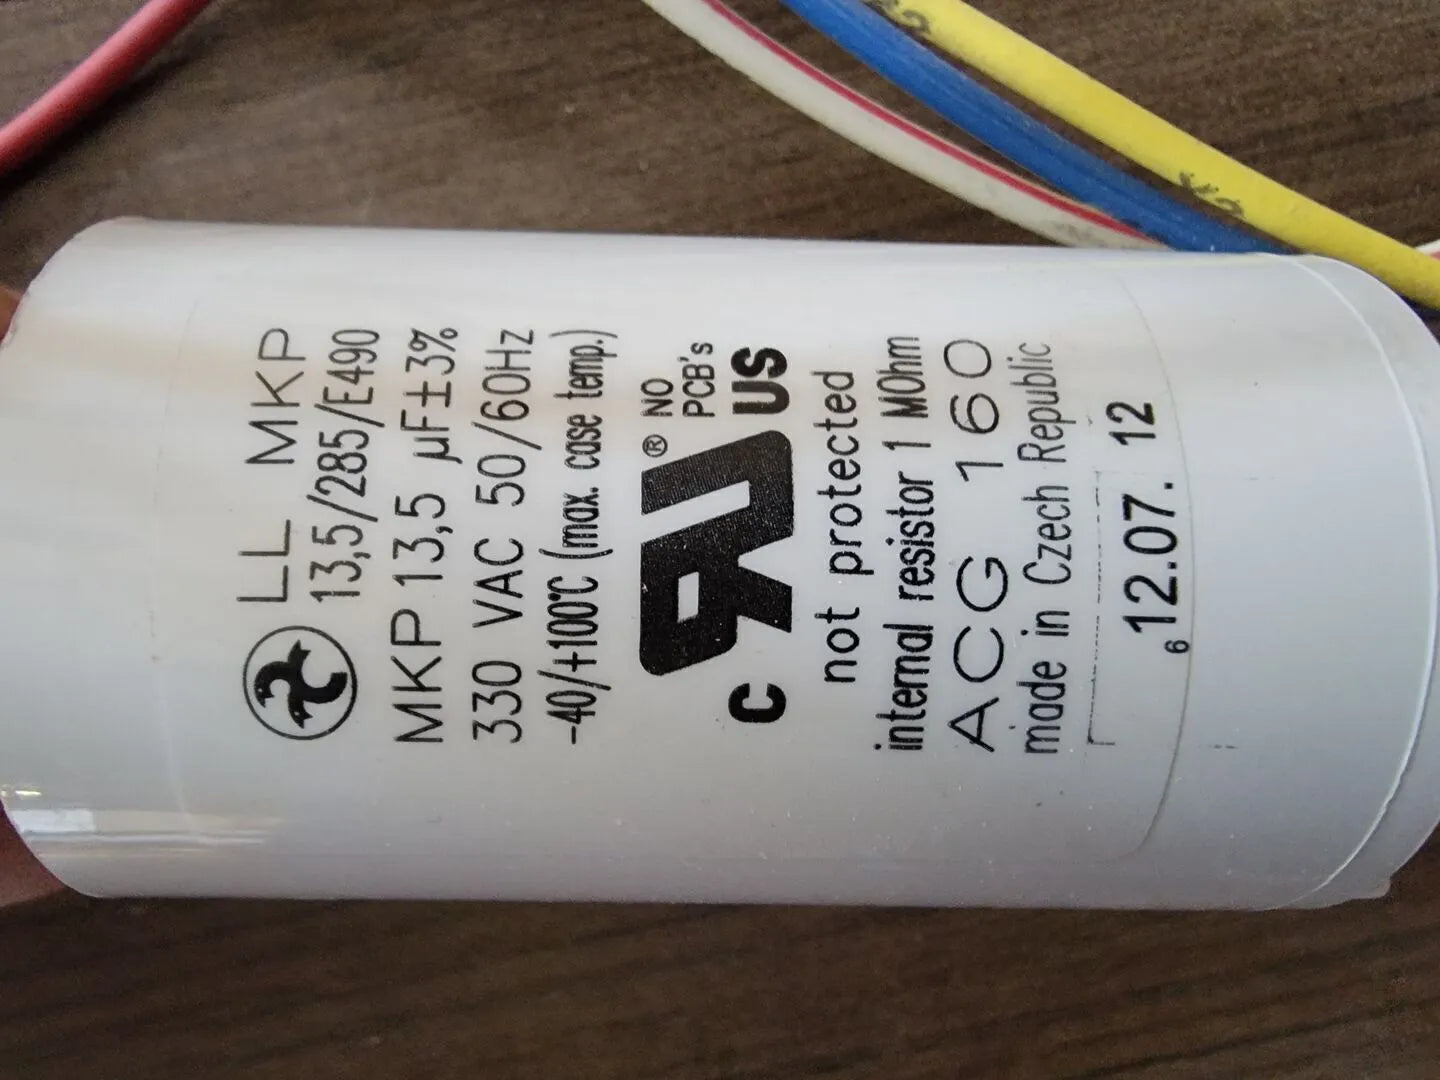 LL MKP
13,5/285/E490
MKP 13,5 µF±3%
330 VAC 50/60Hz
-40/+100°C (max. case temp.)
® NO
PCB's
c US
not protected
internal resistor 1 MOhm
ACG 160
made in Czech Republic
6 12.07. 12